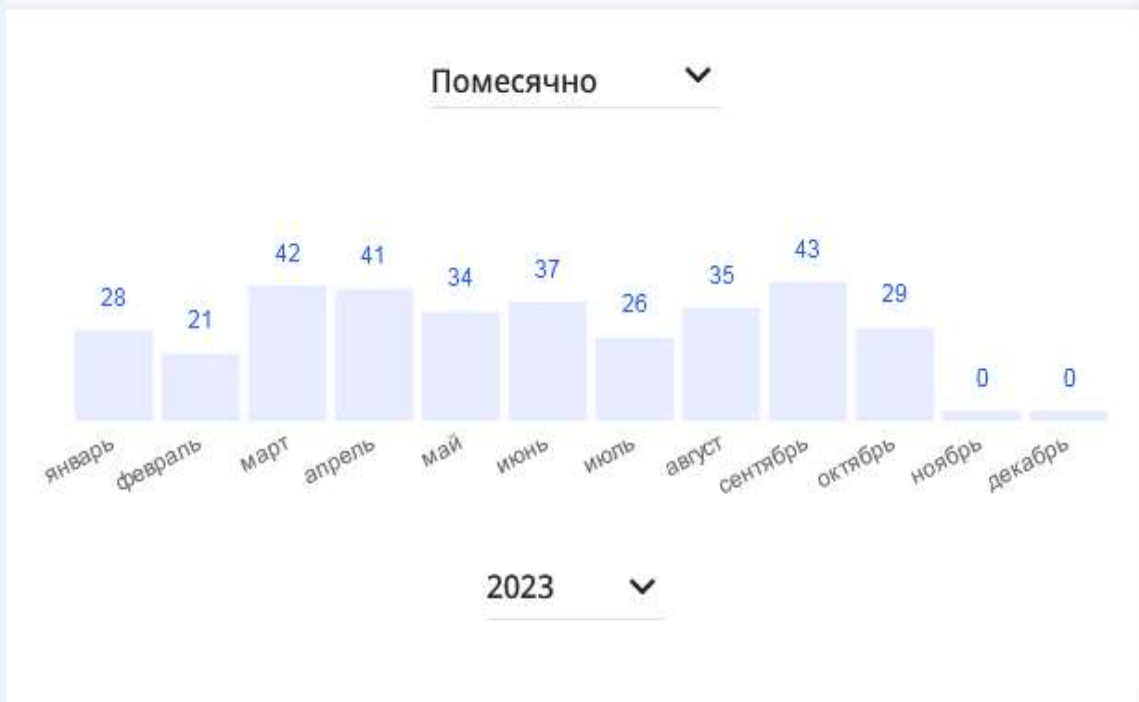 Помесячно
28 21 42 41 34 37 26 35 43 29 0 0
январь февраль март апрель май июнь июль август сентябрь октябрь ноябрь декабрь
2023